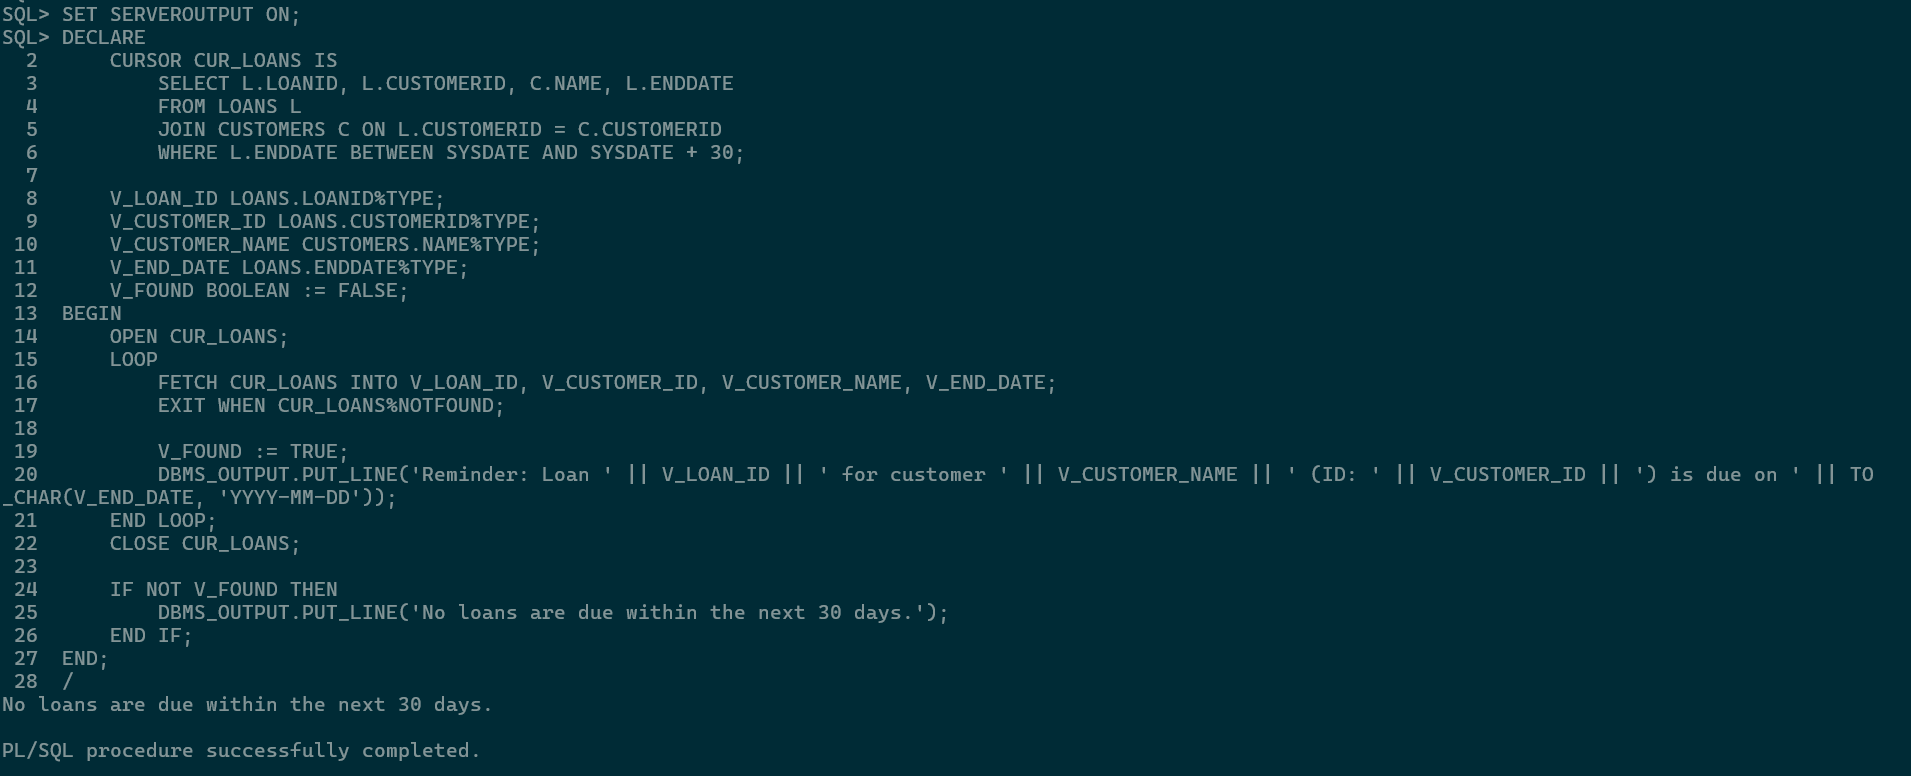 SQL> SET SERVEROUTPUT ON;
SQL> DECLARE
  2      CURSOR CUR_LOANS IS
  3          SELECT L.LOANID, L.CUSTOMERID, C.NAME, L.ENDDATE
  4          FROM LOANS L
  5          JOIN CUSTOMERS C ON L.CUSTOMERID = C.CUSTOMERID
  6          WHERE L.ENDDATE BETWEEN SYSDATE AND SYSDATE + 30;
  7
  8      V_LOAN_ID LOANS.LOANID%TYPE;
  9      V_CUSTOMER_ID LOANS.CUSTOMERID%TYPE;
 10      V_CUSTOMER_NAME CUSTOMERS.NAME%TYPE;
 11      V_END_DATE LOANS.ENDDATE%TYPE;
 12      V_FOUND BOOLEAN := FALSE;
 13  BEGIN
 14      OPEN CUR_LOANS;
 15      LOOP
 16          FETCH CUR_LOANS INTO V_LOAN_ID, V_CUSTOMER_ID, V_CUSTOMER_NAME, V_END_DATE;
 17          EXIT WHEN CUR_LOANS%NOTFOUND;
 18
 19          V_FOUND := TRUE;
 20          DBMS_OUTPUT.PUT_LINE('Reminder: Loan ' || V_LOAN_ID || ' for customer ' || V_CUSTOMER_NAME || ' (ID: ' || V_CUSTOMER_ID || ') is due on ' || TO
_CHAR(V_END_DATE, 'YYYY-MM-DD'));
 21      END LOOP;
 22      CLOSE CUR_LOANS;
 23
 24      IF NOT V_FOUND THEN
 25          DBMS_OUTPUT.PUT_LINE('No loans are due within the next 30 days.');
 26      END IF;
 27  END;
 28  /
No loans are due within the next 30 days.

PL/SQL procedure successfully completed.